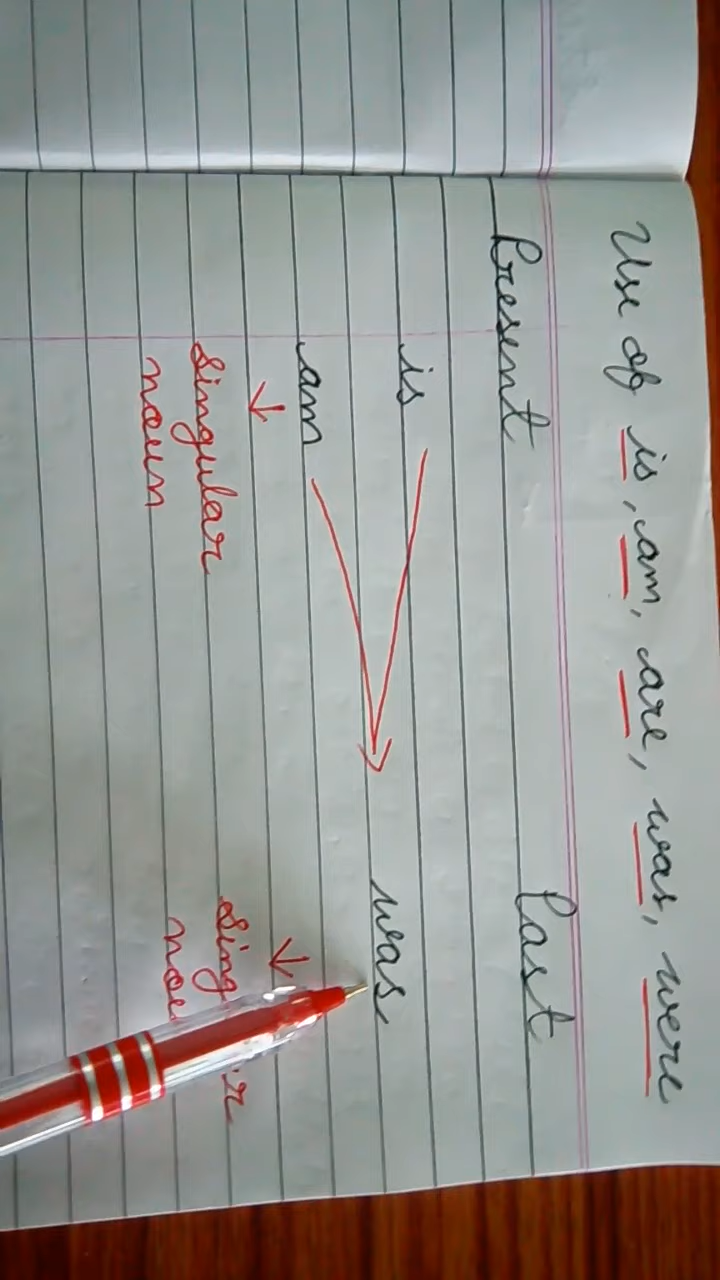 Use of is, am, are, was, were
Present Past
is
was
am
↓ ↓
singular
noun